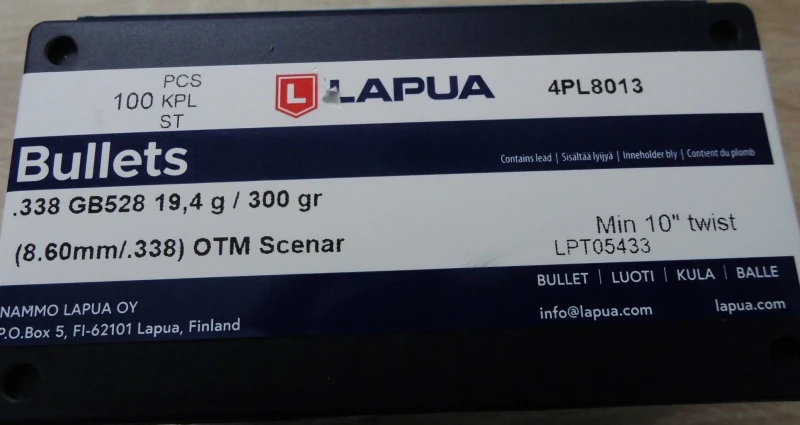 PCS
100 KPL
ST
L LAPUA
4PL8013
Bullets
Contains lead | Sisältää lyijyä | Inneholder bly | Contient du plomb
.338 GB528 19,4 g / 300 gr
(8.60mm/.338) OTM Scenar
Min 10" twist
LPT05433
BULLET | LUOTI | KULA | BALLE
NAMMO LAPUA OY
P.O.Box 5, FI-62101 Lapua, Finland
info@lapua.com
lapua.com